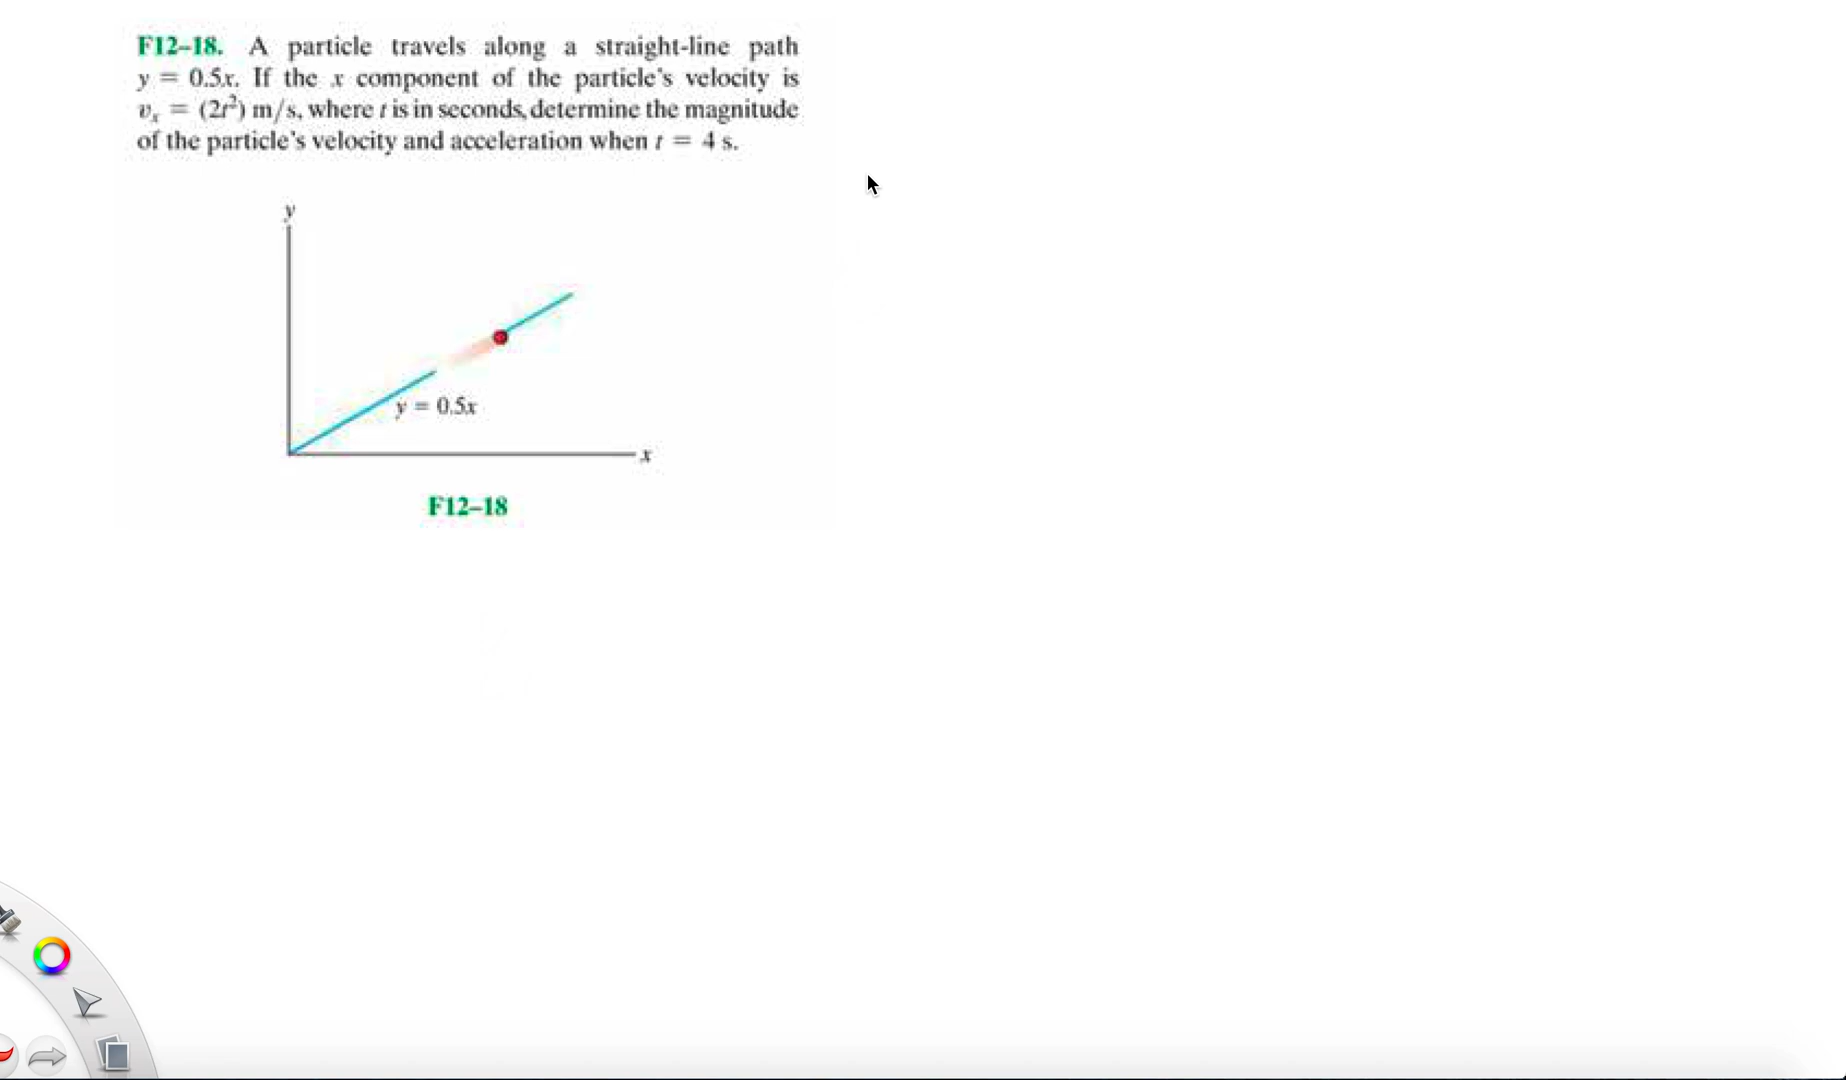 F12–18. A particle travels along a straight-line path
y = 0.5x. If the x component of the particle's velocity is
vₓ = (2t²) m/s, where t is in seconds, determine the magnitude
of the particle's velocity and acceleration when t = 4 s.
y
y = 0.5x
x
F12–18